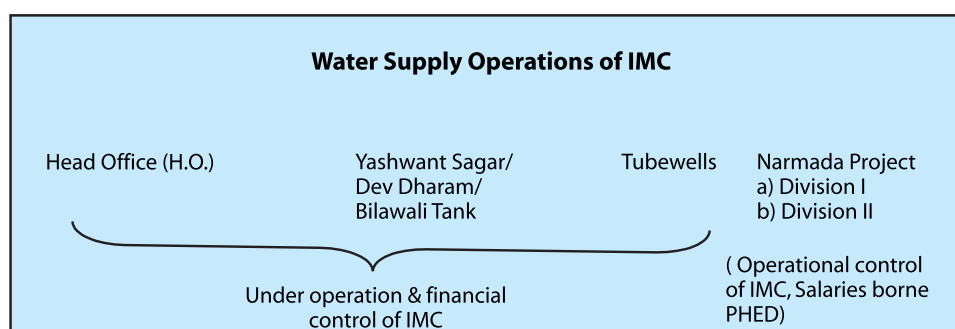 Water Supply Operations of IMC
Head Office (H.O.)
Yashwant Sagar/
Dev Dharam/
Bilawali Tank
Tubewells
Narmada Project
a) Division I
b) Division II
Under operation & financial
control of IMC
( Operational control
of IMC, Salaries borne
PHED)